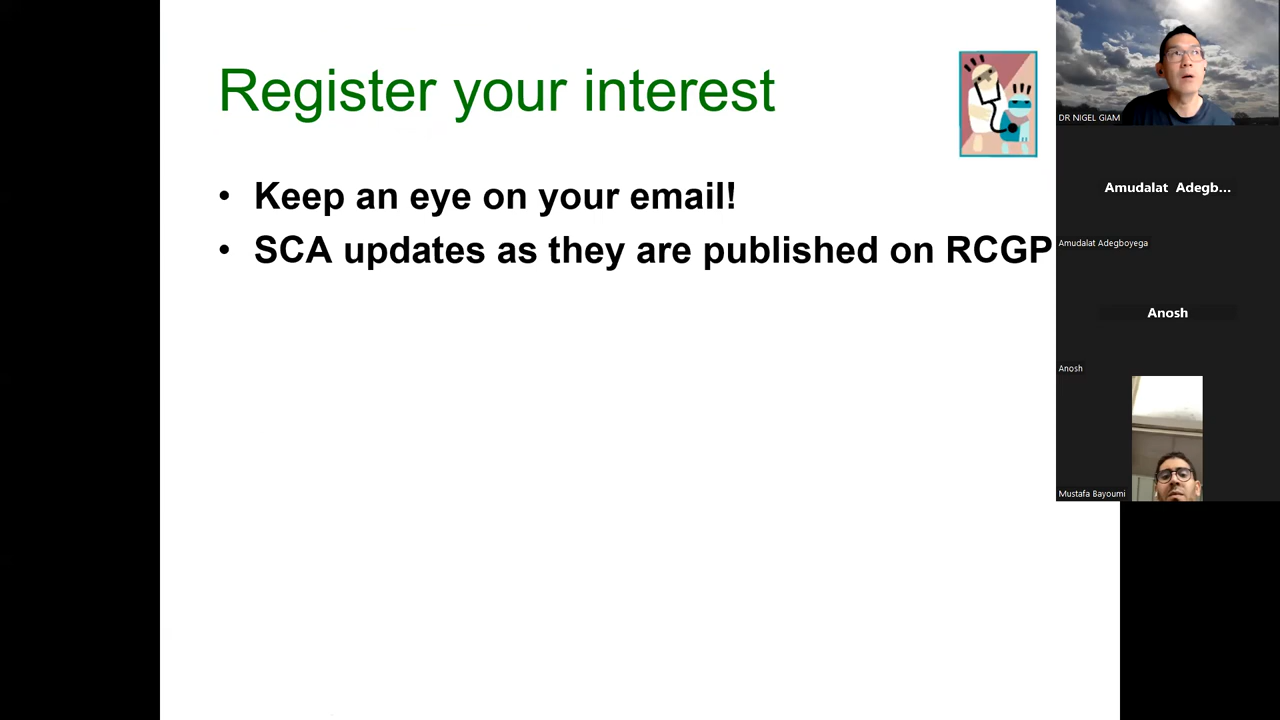 Register your interest
• Keep an eye on your email!
• SCA updates as they are published on RCGP
DR NIGEL GIAM
Amudalat Adegb...
Amudalat Adegboyega
Anosh
Anosh
Mustafa Bayoumi